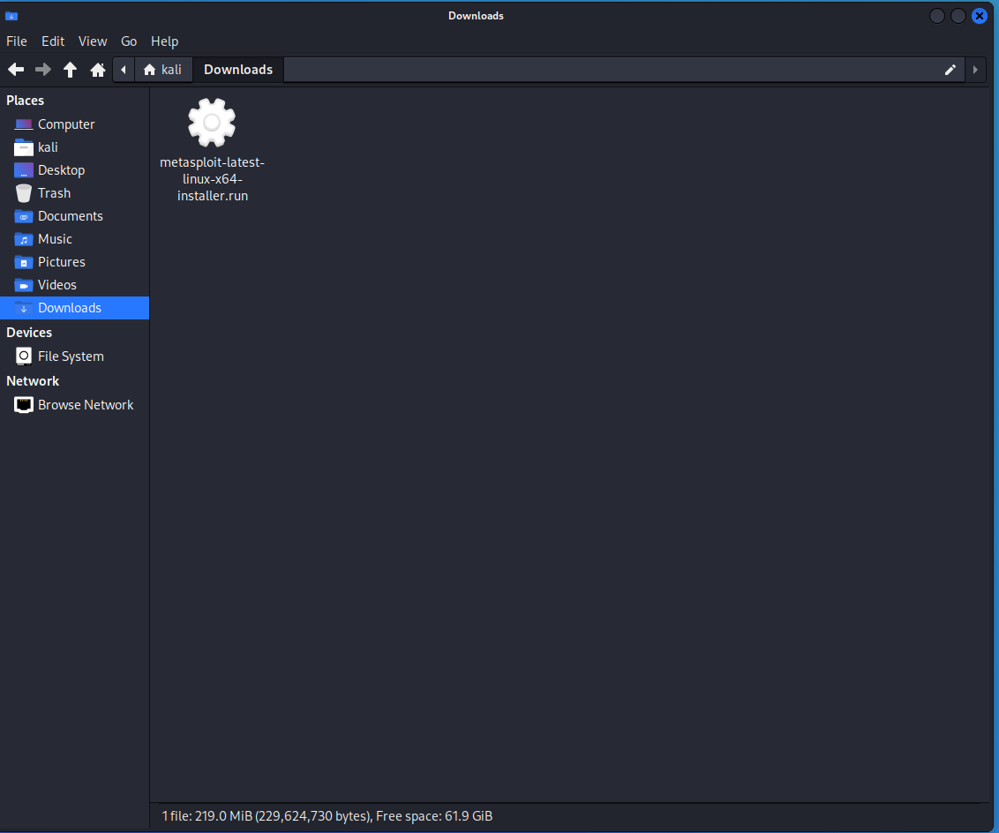 Downloads
File Edit View Go Help
kali Downloads
Places
Computer
kali
Desktop
Trash
Documents
Music
Pictures
Videos
Downloads
Devices
File System
Network
Browse Network
metasploit-latest-
linux-x64-
installer.run
1 file: 219.0 MiB (229,624,730 bytes), Free space: 61.9 GiB